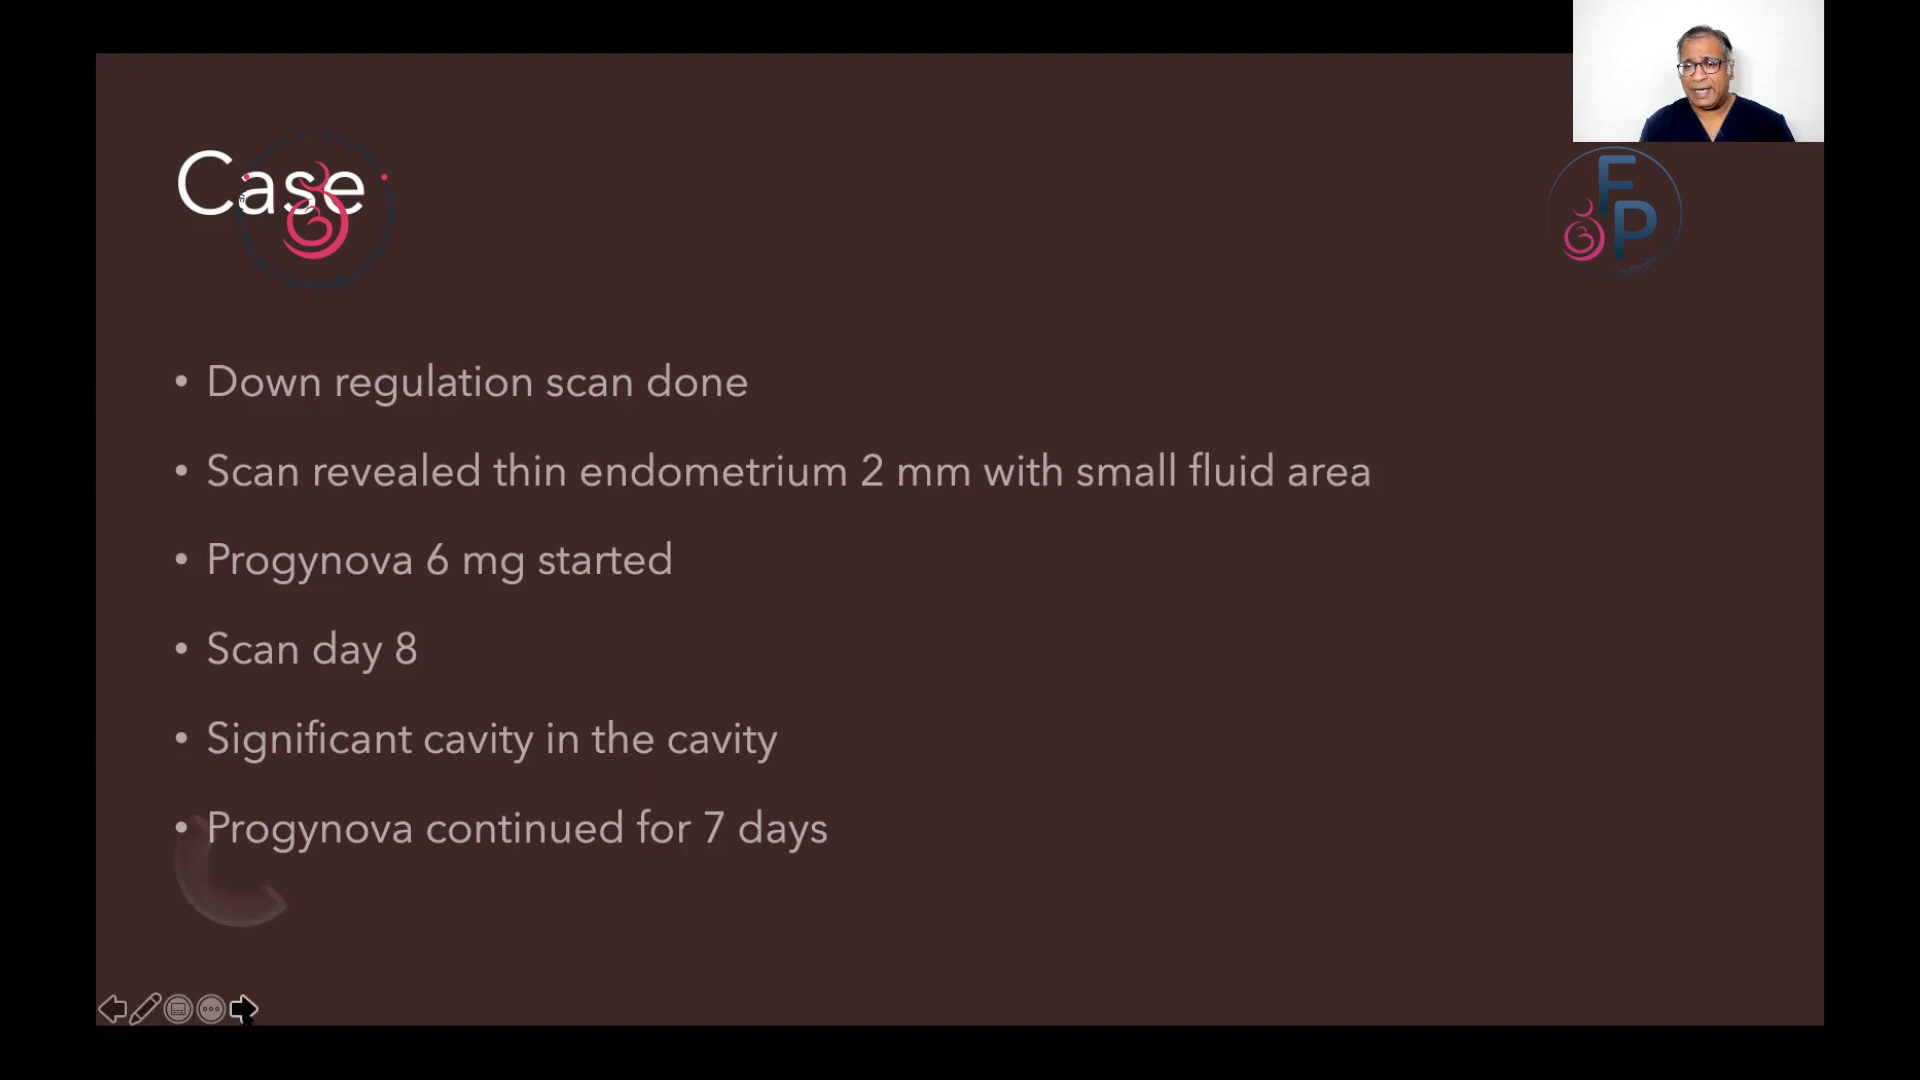 Case
F
P
• Down regulation scan done
• Scan revealed thin endometrium 2 mm with small fluid area
• Progynova 6 mg started
• Scan day 8
• Significant cavity in the cavity
• Progynova continued for 7 days